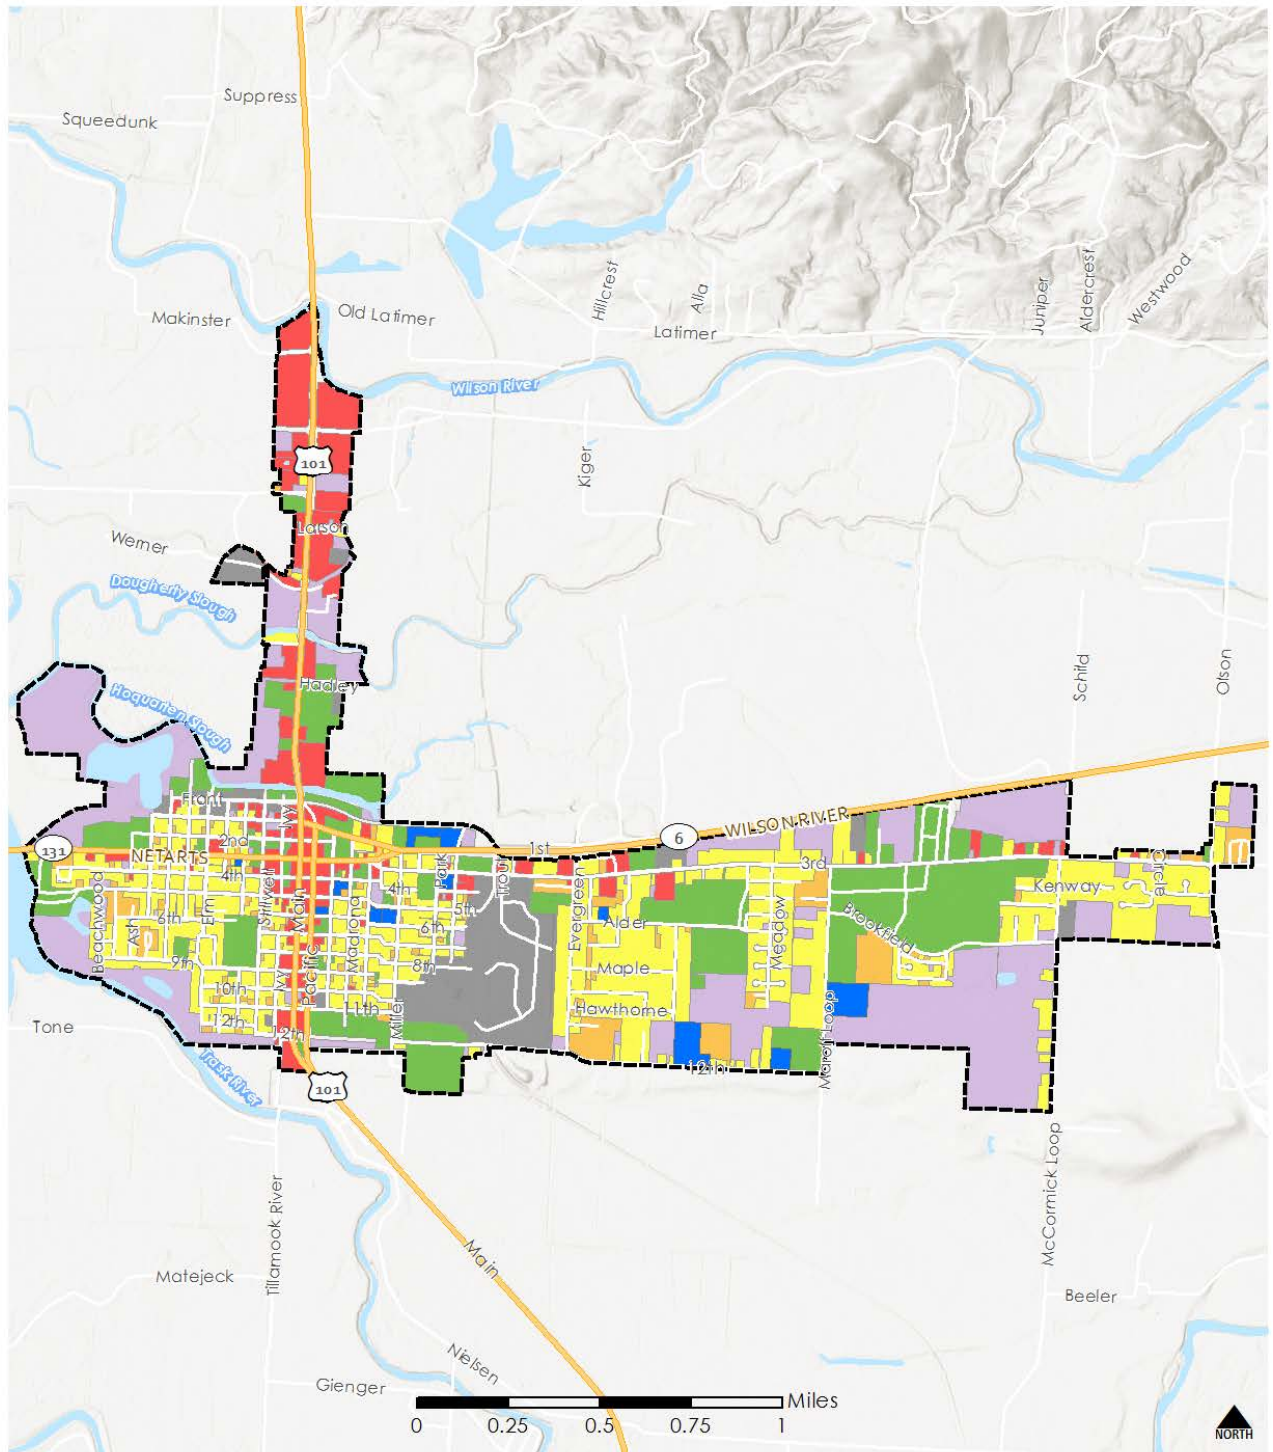 Suppress
Squeedunk
Makinster
Old Latimer
Hillcrest
Alla
Latimer
Juniper
Aldercrest
Westwood
Wilson River
101
Kiger
Larson
Werner
Dougherty Slough
Hadley
Hoquarten Slough
Schild
Olson
Front
Ivy
2nd
131
NETARTS
1st
6
WILSON RIVER
3rd
4th
4th
Park
Trout
Circle
Kenway
Beachwood
Ash
6th
Elm
Stillwell
Main
Madrona
5th
6th
Evergreen
Alder
Meadow
Brookfield
9th
8th
Maple
Pacific
Ivy
10th
11th
Miller
Hawthorne
Marolf Loop
12th
12th
12th
Tone
Trask River
101
Tillamook River
Main
McCormick Loop
Matejeck
Beeler
Nielsen
Gienger
Miles
0 0.25 0.5 0.75 1
NORTH